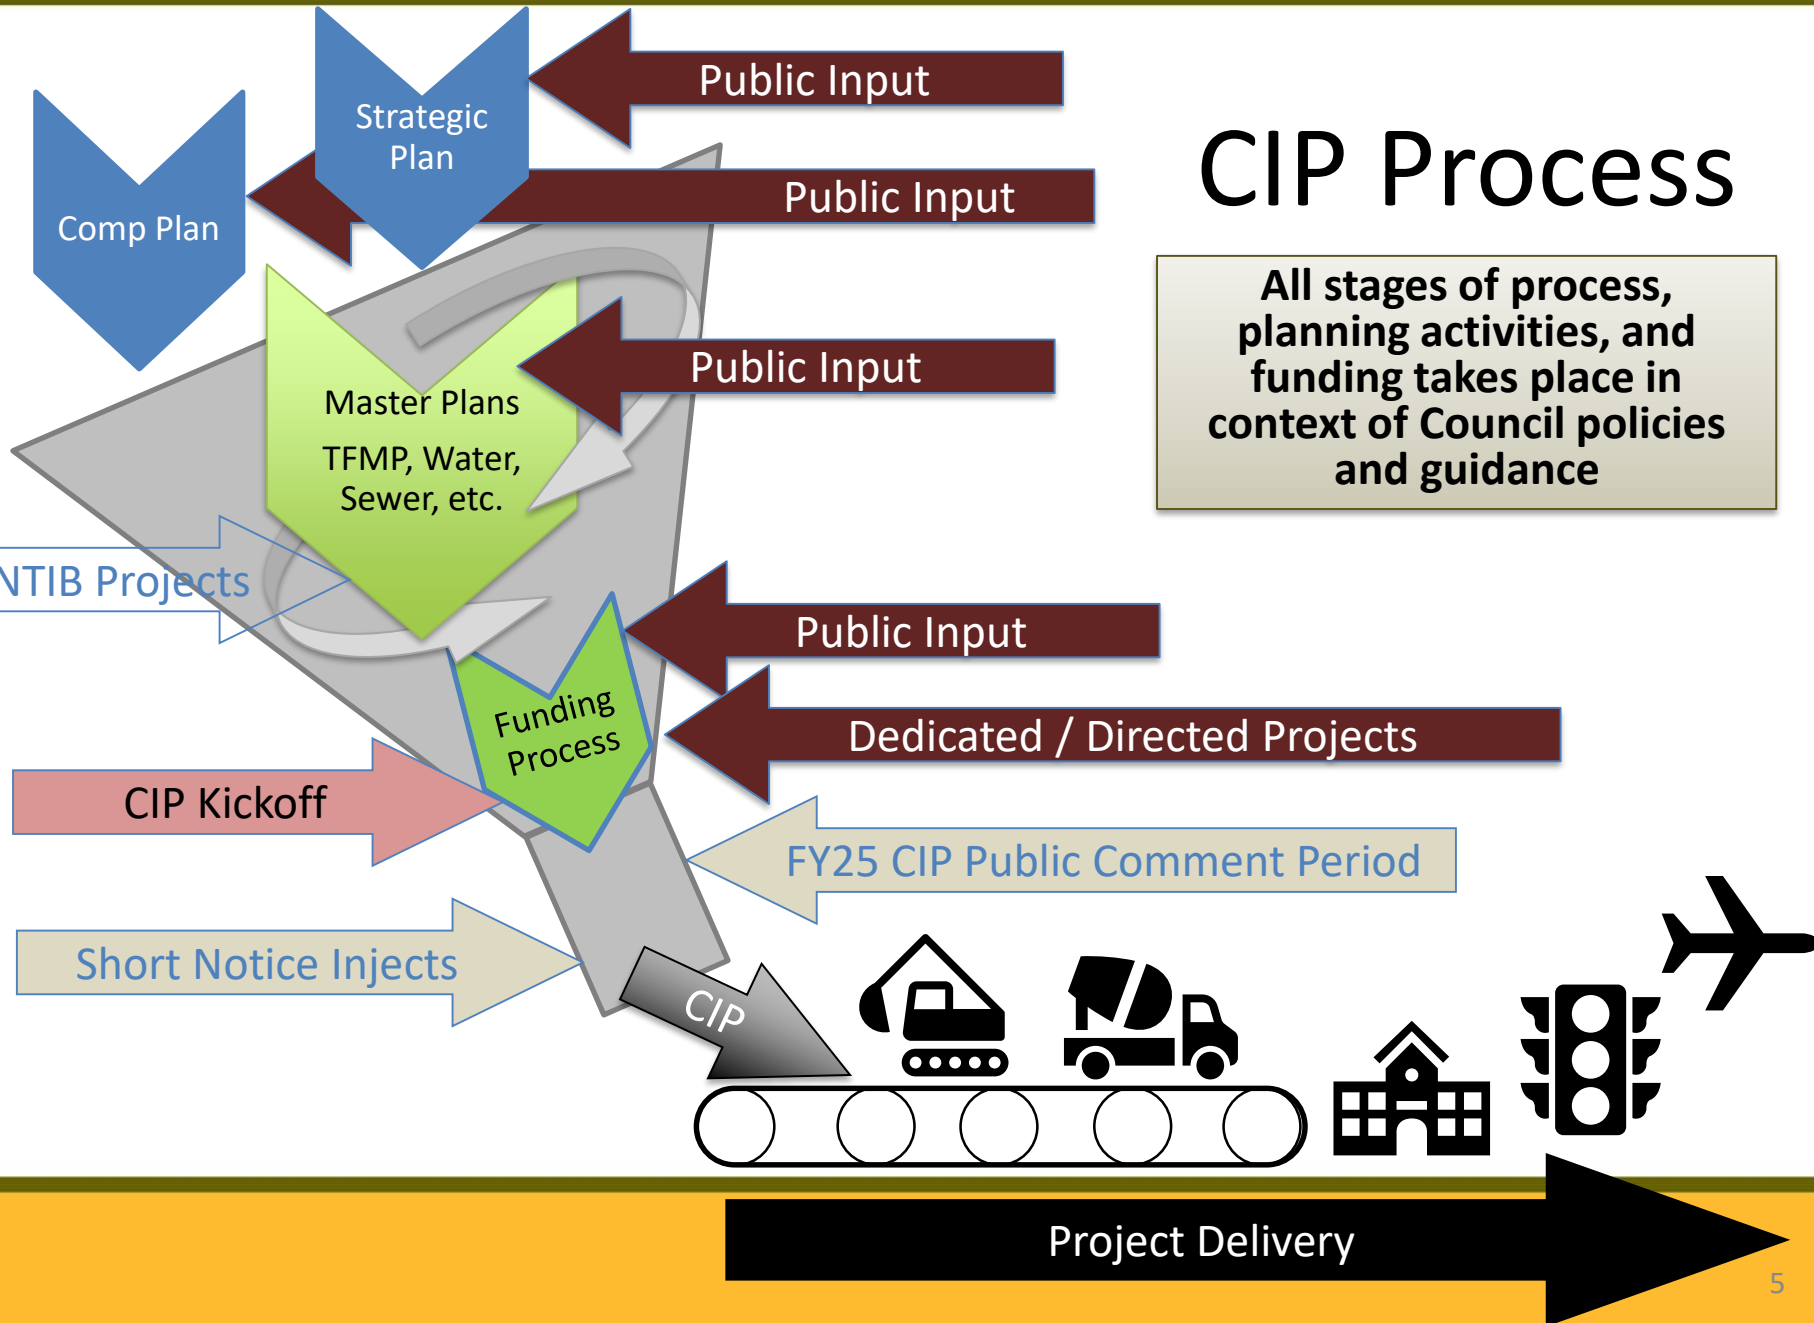 Public Input
Strategic
Plan
CIP Process
Public Input
Comp Plan
All stages of process,
planning activities, and
funding takes place in
context of Council policies
and guidance
Public Input
Master Plans
TFMP, Water,
Sewer, etc.
NTIB Projects
Public Input
Funding
Process
Dedicated / Directed Projects
CIP Kickoff
FY25 CIP Public Comment Period
Short Notice Injects
CIP
Project Delivery
5